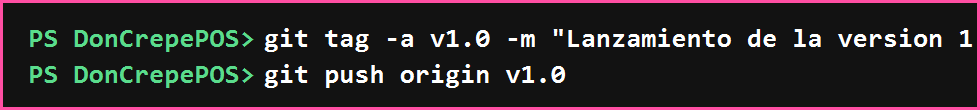 PS DonCrepePOS> git tag -a v1.0 -m "Lanzamiento de la version 1
PS DonCrepePOS> git push origin v1.0